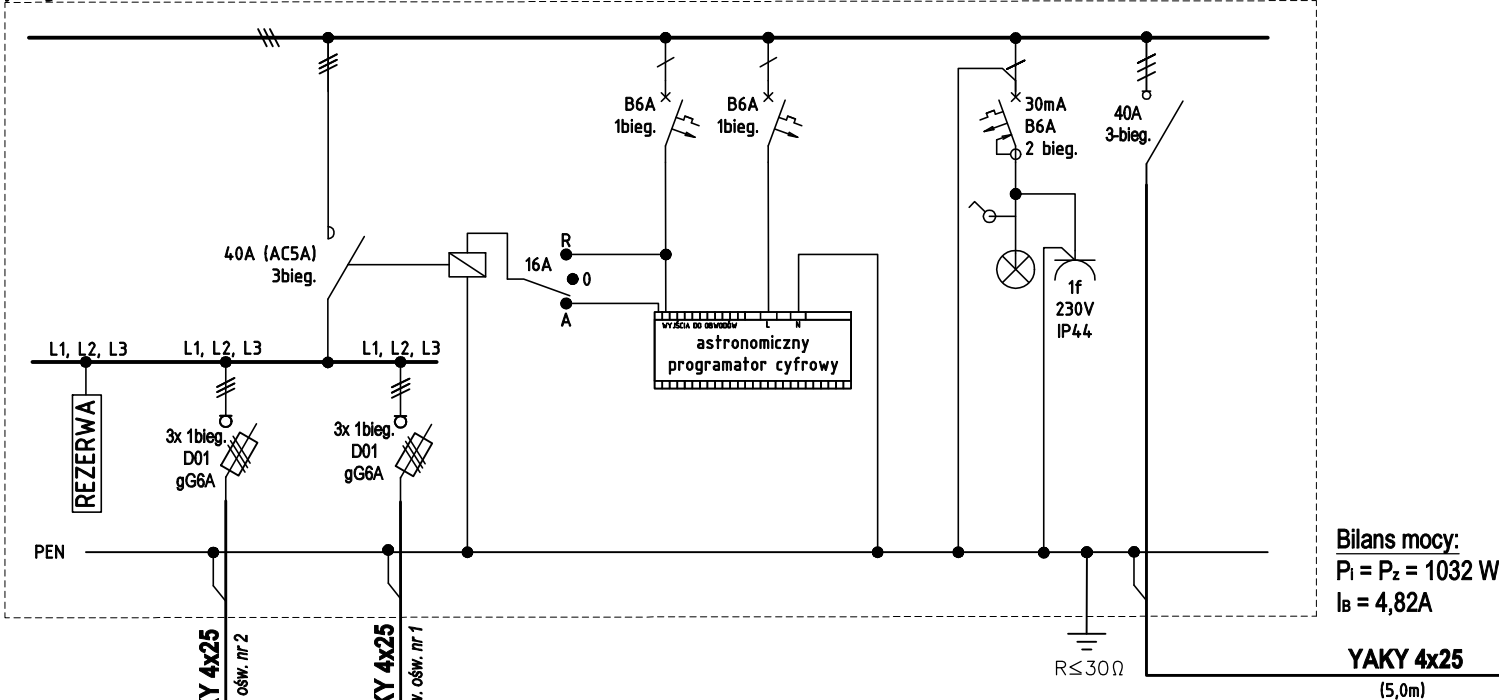 B6A
1bieg.
B6A
1bieg.
30mA
B6A
2 bieg.
40A
3-bieg.
40A (AC5A)
3bieg.
16A
R
0
A
WYJŚCIA DO OBWODÓW L N
astronomiczny
programator cyfrowy
1f
230V
IP44
L1, L2, L3
L1, L2, L3
L1, L2, L3
REZERWA
3x 1bieg.
D01
gG6A
3x 1bieg.
D01
gG6A
PEN
Bilans mocy:
Pi = Pz = 1032 W
IB = 4,82A
R≤30Ω
YAKY 4x25
(5,0m)
4x25
ośw. nr 2
4x25
ośw. nr 1